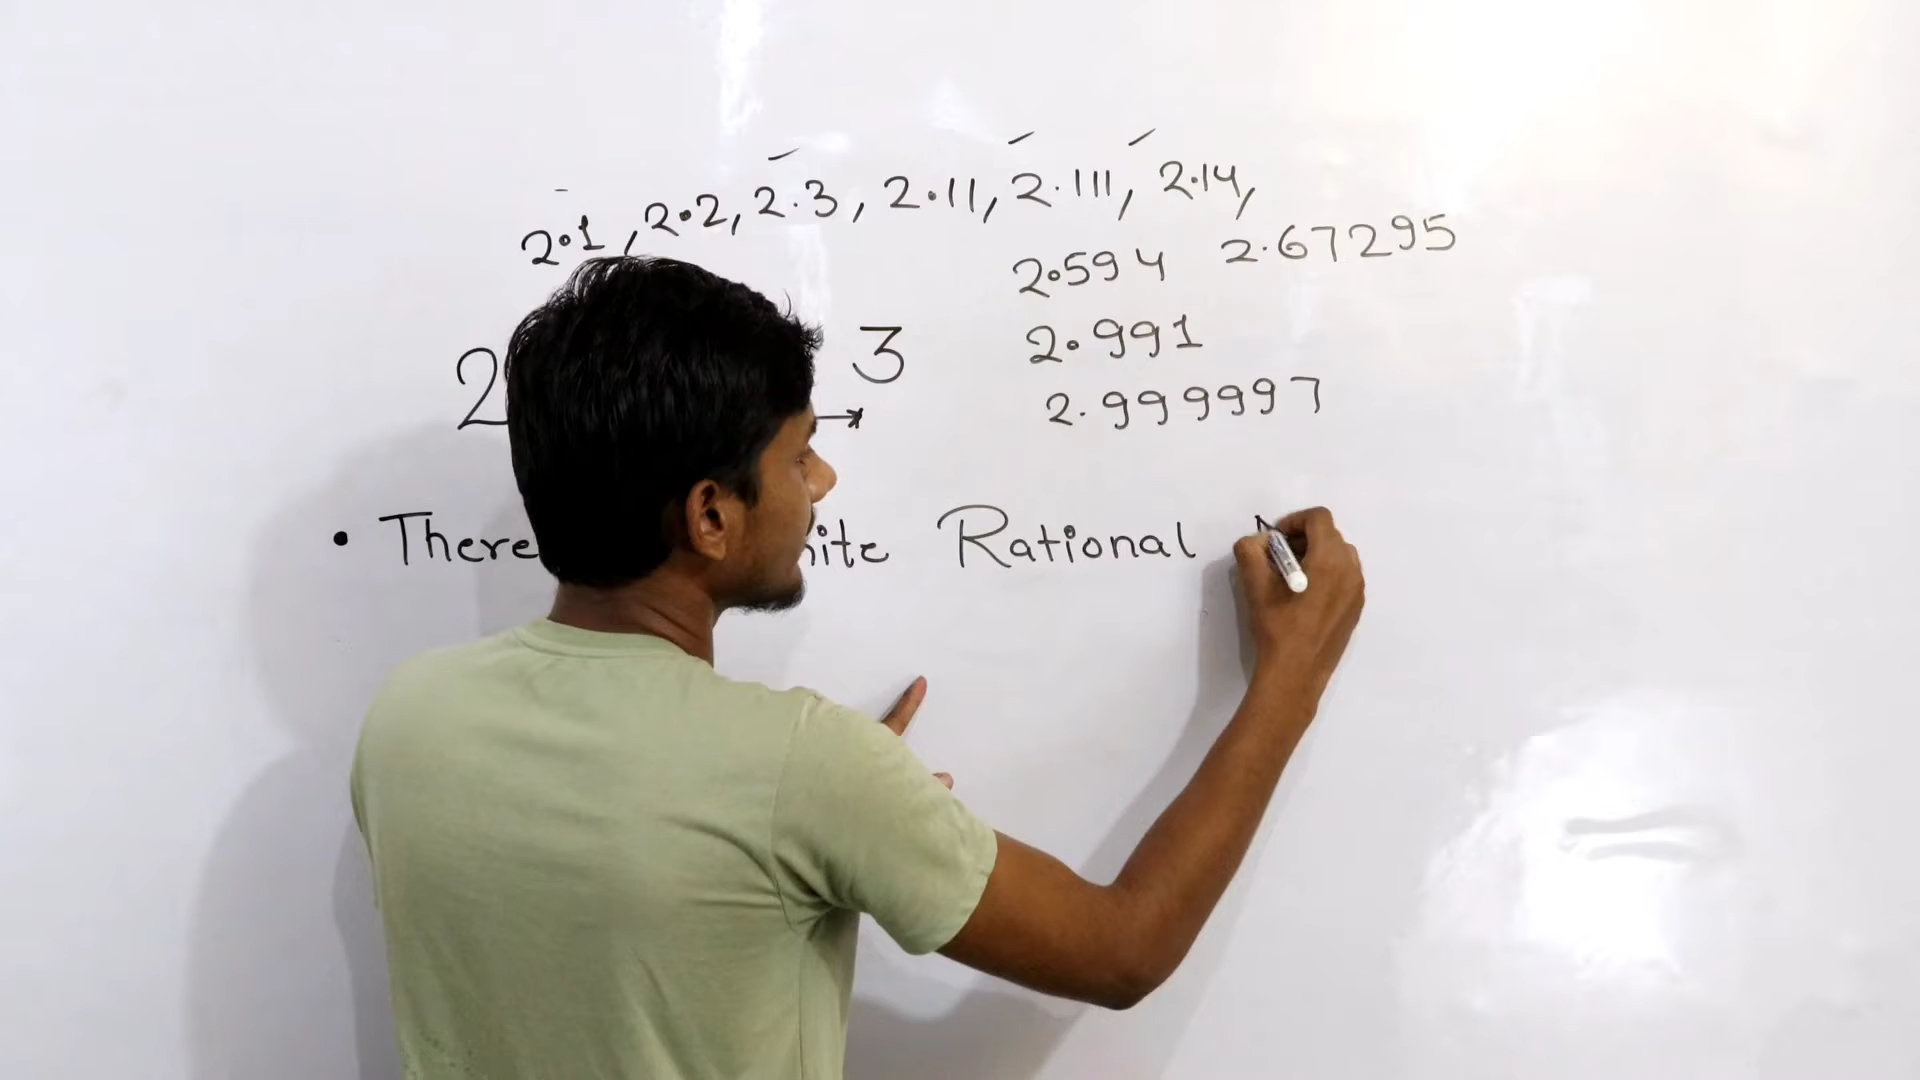 2.1, 2.2, 2.3, 2.11, 2.111, 2.14,
2.594 2.67295
2 3 2.991
2.999997
• There Rational